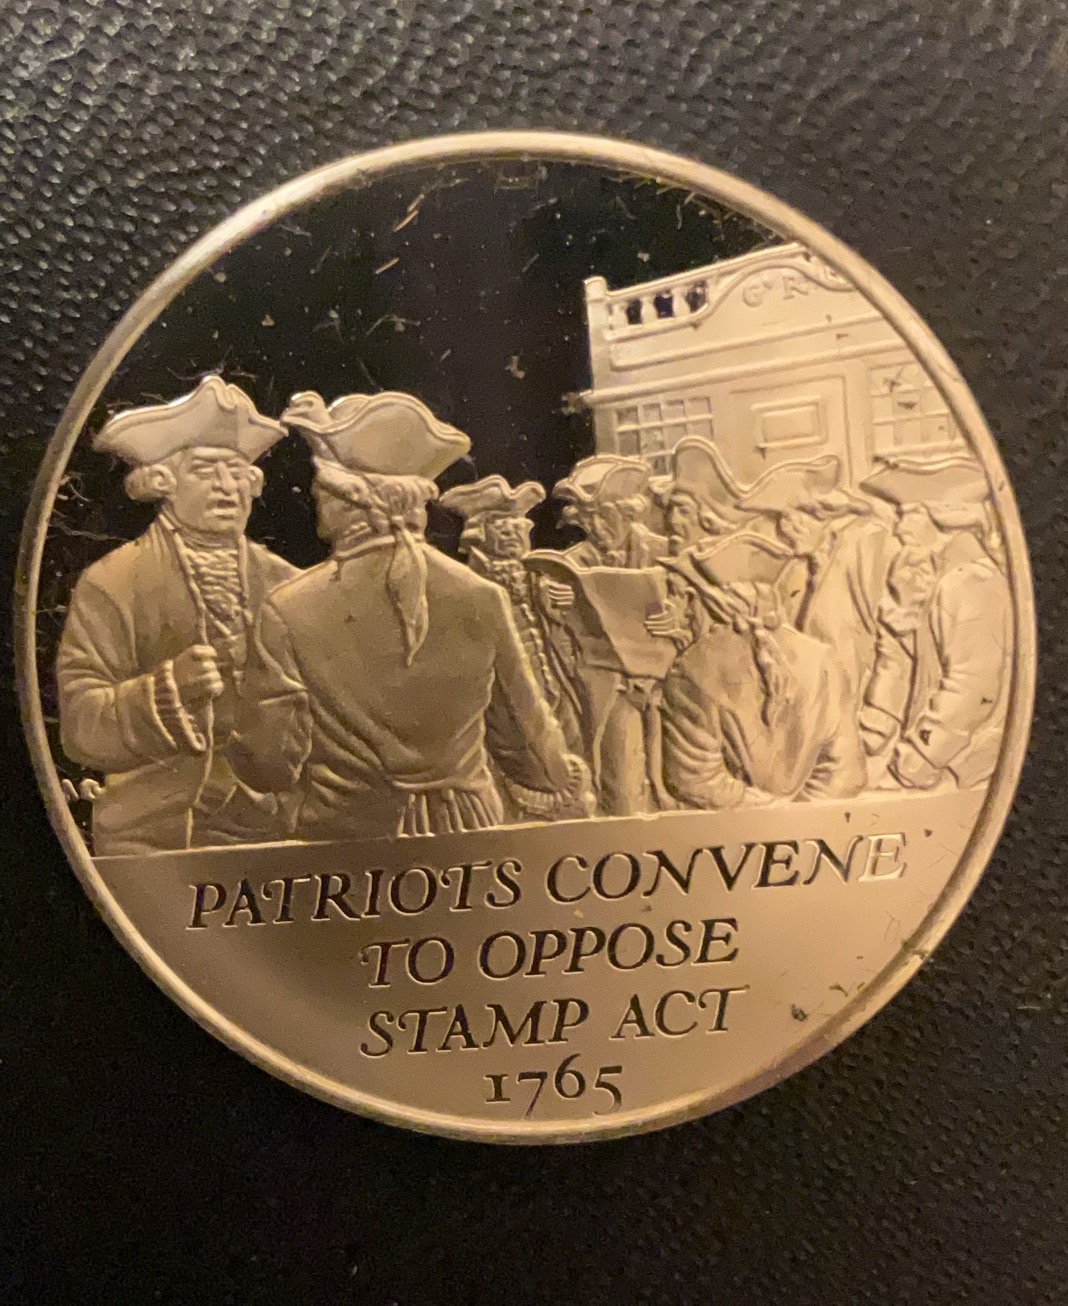 G R
PATRIOTS CONVENE
TO OPPOSE
STAMP ACT
1765